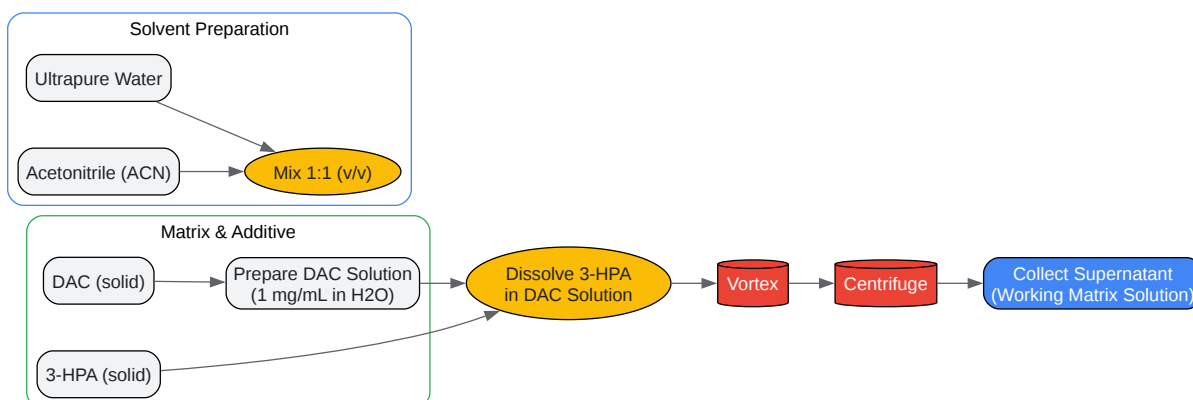 Solvent Preparation
Ultrapure Water
Acetonitrile (ACN)
Mix 1:1 (v/v)
Matrix & Additive
DAC (solid)
Prepare DAC Solution
(1 mg/mL in H2O)
3-HPA (solid)
Dissolve 3-HPA
in DAC Solution
Vortex
Centrifuge
Collect Supernatant
(Working Matrix Solution)